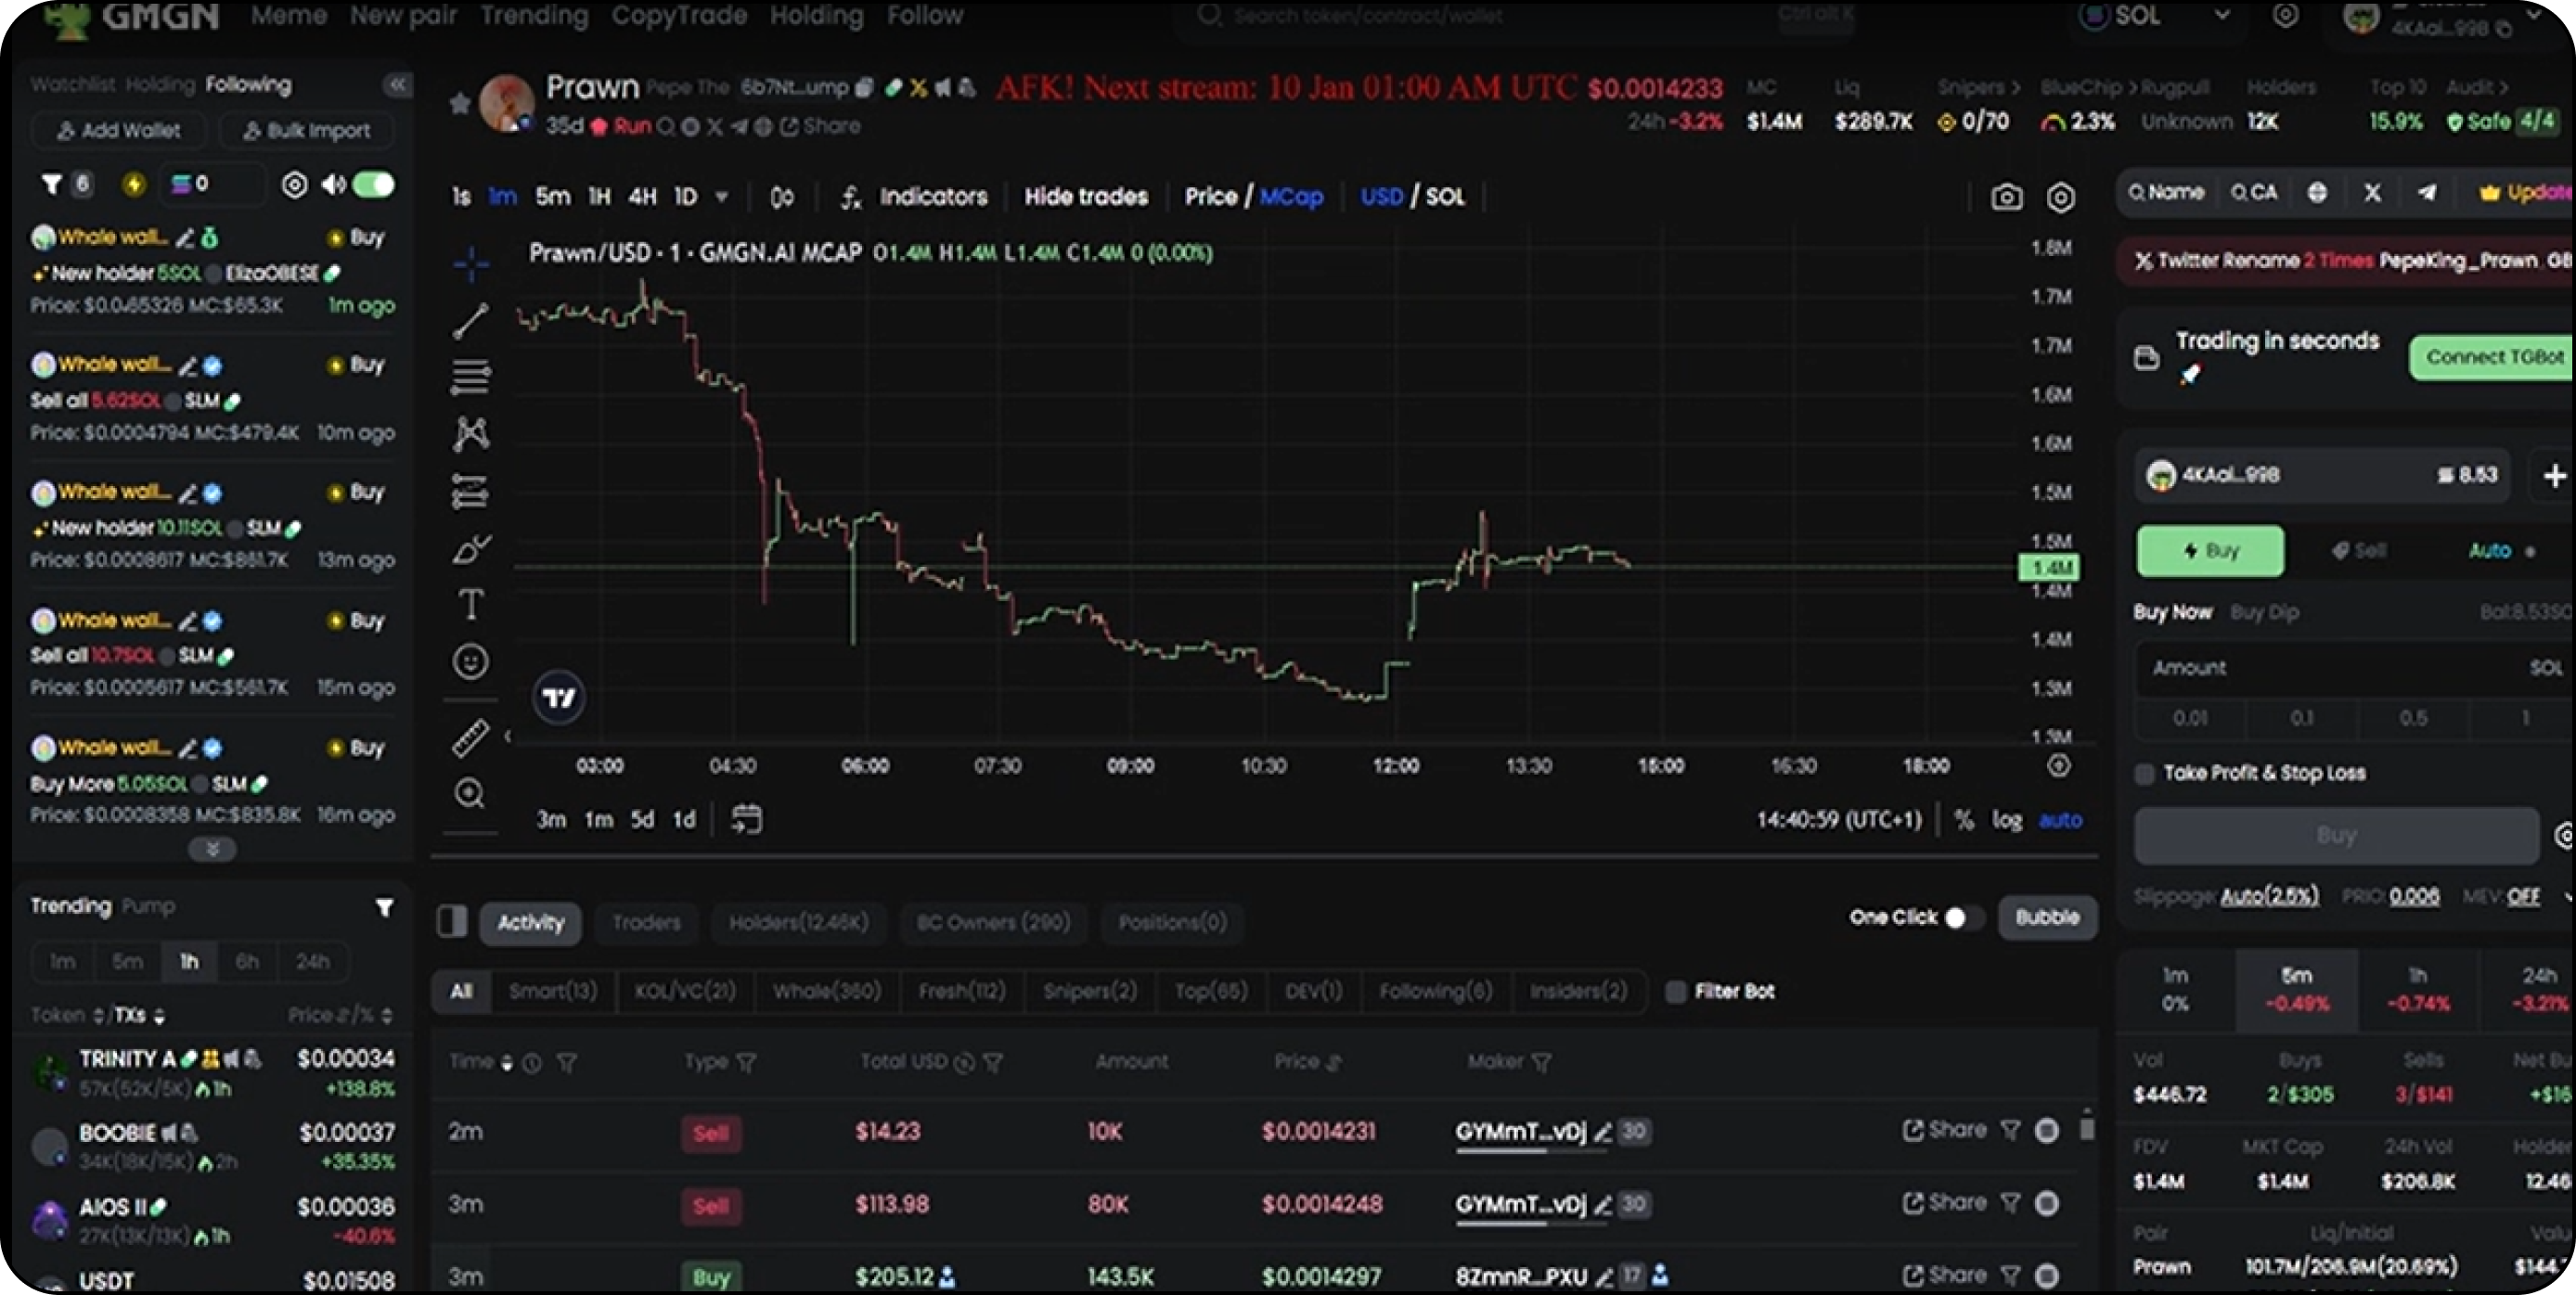 GMGN Meme New pair Trending CopyTrade Holding Follow Search token/contract/wallet Ctrl alt K SOL
4KAai...99B
Watchlist Holding Following
Add Wallet Bulk Import
6 0
Whale wall... Buy
New holder 5SOL ElizaOBESE
Price: $0.0₄65326 MC:$65.3K 1m ago
Whale wall... Buy
Sell all 5.62SOL SLM
Price: $0.0004794 MC:$479.4K 10m ago
Whale wall... Buy
New holder 10.11SOL SLM
Price: $0.0008617 MC:$861.7K 13m ago
Whale wall... Buy
Sell all 10.7SOL SLM
Price: $0.0005617 MC:$561.7K 15m ago
Whale wall... Buy
Buy More 5.05SOL SLM
Price: $0.0008358 MC:$835.8K 16m ago
Trending Pump
1m 5m 1h 6h 24h
Token /TXs Price /%
TRINITY A $0.00034
57K(52K/5K) 1h +138.8%
BOOBIE $0.00037
34K(18K/15K) 2h +35.35%
AIOS II $0.00036
27K(13K/13K) 1h -40.6%
USDT $0.01508
Prawn Pepe The 6b7Nt...ump AFK! Next stream: 10 Jan 01:00 AM UTC $0.0014233
35d Run Share 24h -3.2%
MC Liq Snipers > BlueChip > Rugpull Holders Top 10 Audit >
$1.4M $289.7K 0/70 2.3% Unknown 12K 15.9% Safe 4/4
1s 1m 5m 1H 4H 1D Indicators Hide trades Price / MCap USD / SOL
Prawn/USD · 1 · GMGN.AI MCAP O1.4M H1.4M L1.4M C1.4M 0 (0.00%)
1.8M
1.7M
1.7M
1.6M
1.6M
1.5M
1.5M
1.4M
1.4M
1.4M
1.3M
1.3M
03:00 04:30 06:00 07:30 09:00 10:30 12:00 13:30 15:00 16:30 18:00
3m 1m 5d 1d 14:40:59 (UTC+1) % log auto
Activity Traders Holders(12.46K) BC Owners (290) Positions(0) One Click Bubble
All Smart(13) KOL/VC(21) Whale(360) Fresh(112) Snipers(2) Top(65) DEV(1) Following(6) Insiders(2) Filter Bot
Time Type Total USD Amount Price Maker
2m Sell $14.23 10K $0.0014231 GYMmT...vDj 30 Share
3m Sell $113.98 80K $0.0014248 GYMmT...vDj 30 Share
3m Buy $205.12 143.5K $0.0014297 8ZmnR...PXU 17 Share
Name CA Update
Twitter Rename 2 Times PepeKing_Prawn
Trading in seconds
Connect TGBot
4KAai...99B 8.53
Buy Sell Auto
Buy Now Buy Dip Bal:8.53SO
Amount SOL
0.01 0.1 0.5 1
Take Profit & Stop Loss
Buy
Slippage: Auto(2.5%) PRIO: 0.006 MEV: OFF
1m 5m 1h 24h
0% -0.49% -0.74% -3.21%
Vol Buys Sells Net Bu
$446.72 2/$305 3/$141 +$16
FDV MKT Cap 24h Vol Holder
$1.4M $1.4M $206.8K 12.46
Pair Liq/Initial Valu
Prawn 101.7M/206.9M(20.69%) $144.